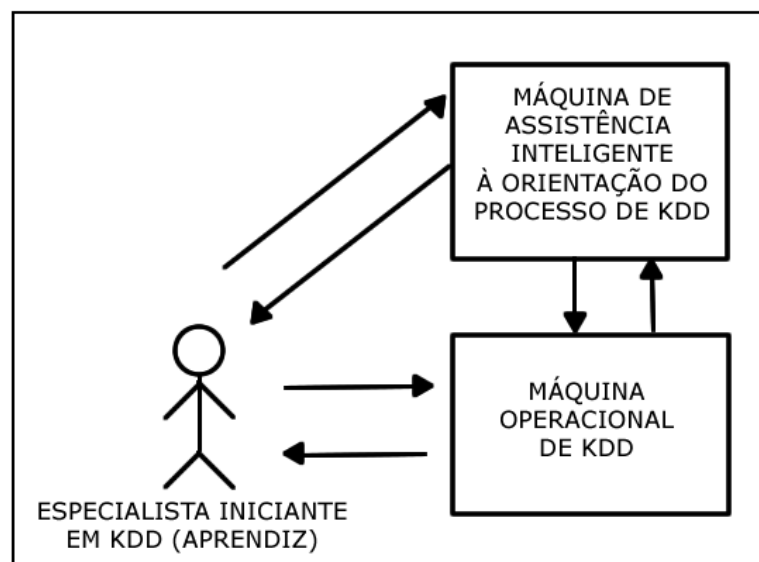 MÁQUINA DE
ASSISTÊNCIA
INTELIGENTE
À ORIENTAÇÃO DO
PROCESSO DE KDD
MÁQUINA
OPERACIONAL
DE KDD
ESPECIALISTA INICIANTE
EM KDD (APRENDIZ)